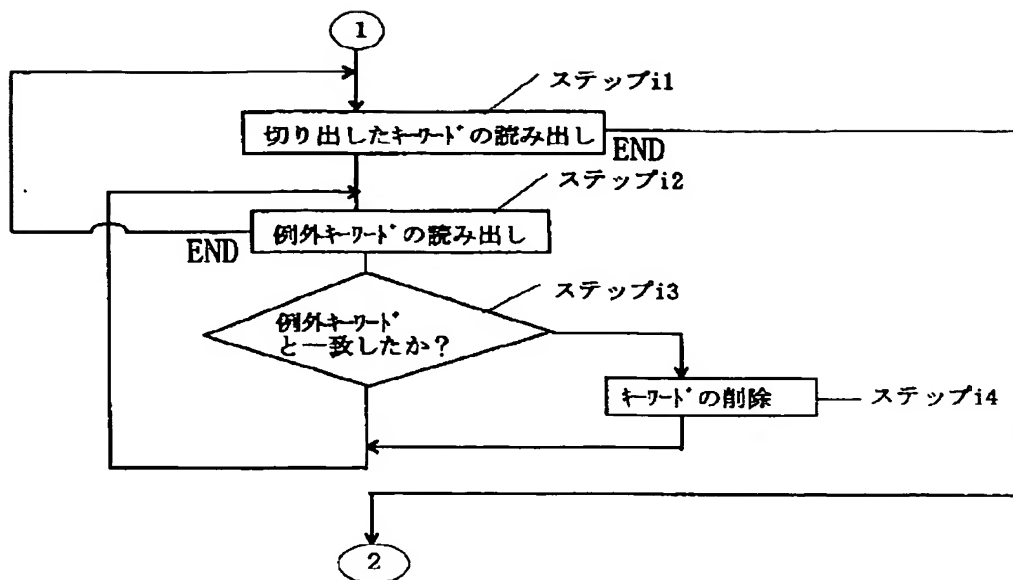 1
ステップi1
切り出したｷｰﾜｰﾄﾞの読み出し
END
ステップi2
例外ｷｰﾜｰﾄﾞの読み出し
END
ステップi3
例外ｷｰﾜｰﾄﾞ
と一致したか？
ｷｰﾜｰﾄﾞの削除
ステップi4
2